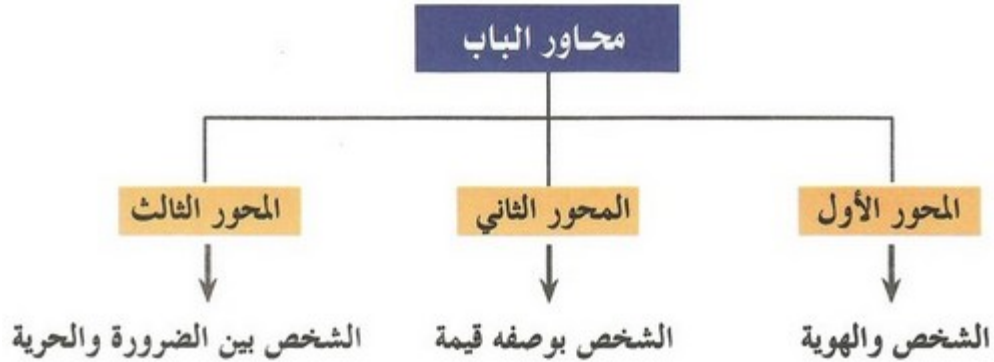 محاور الباب
المحور الأول
المحور الثاني
المحور الثالث
الشخص والهوية
الشخص بوصفه قيمة
الشخص بين الضرورة والحرية